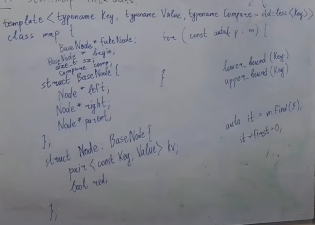 template <typename Key, typename Value, typename Compare = std::less<Key>>
class map {
BaseNode* fakeNode;
BaseNode* begin;
size_t sz;
Compare comp;
struct BaseNode {
Node* left;
Node* right;
Node* parent;
};
struct Node: BaseNode {
pair<const Key, Value> kv;
bool red;
};
for (const auto& p : m) {
}
lower_bound (Key)
upper_bound (Key)
auto it = m.find(5);
it->first=0;